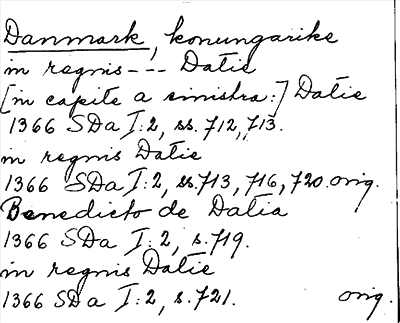 Danmark, konungarike
in regnis --- Datie
[in capite a sinistra:] Datie
1366 SDa I:2, ss. 712, 713.
in regnis Datie
1366 SDa I:2, ss. 713, 716, 720. orig.
Benedicto de Datia
1366 SDa I:2, s. 719.
in regnis Datie
1366 SDa I:2, s. 721. orig.